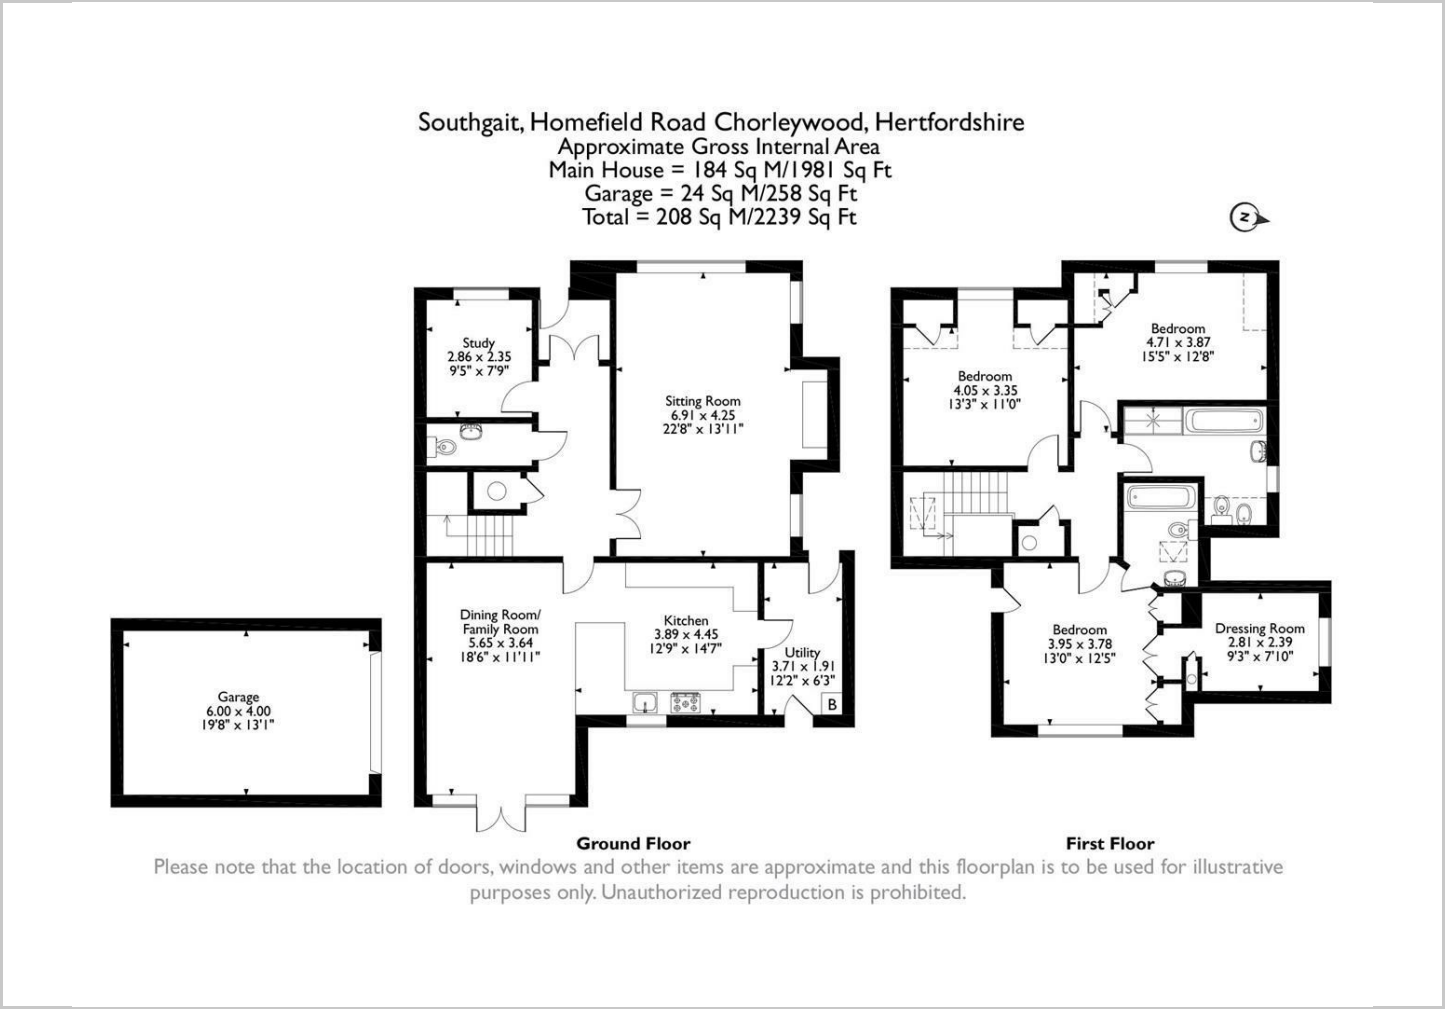 Southgait, Homefield Road Chorleywood, Hertfordshire
Approximate Gross Internal Area
Main House = 184 Sq M/1981 Sq Ft
Garage = 24 Sq M/258 Sq Ft
Total = 208 Sq M/2239 Sq Ft
N
Study
2.86 x 2.35
9'5" x 7'9"
Sitting Room
6.91 x 4.25
22'8" x 13'11"
Dining Room/
Family Room
5.65 x 3.64
18'6" x 11'11"
Kitchen
3.89 x 4.45
12'9" x 14'7"
Utility
3.71 x 1.91
12'2" x 6'3"
B
Garage
6.00 x 4.00
19'8" x 13'1"
Ground Floor
Bedroom
4.05 x 3.35
13'3" x 11'0"
Bedroom
4.71 x 3.87
15'5" x 12'8"
Bedroom
3.95 x 3.78
13'0" x 12'5"
Dressing Room
2.81 x 2.39
9'3" x 7'10"
First Floor
Please note that the location of doors, windows and other items are approximate and this floorplan is to be used for illustrative
purposes only. Unauthorized reproduction is prohibited.